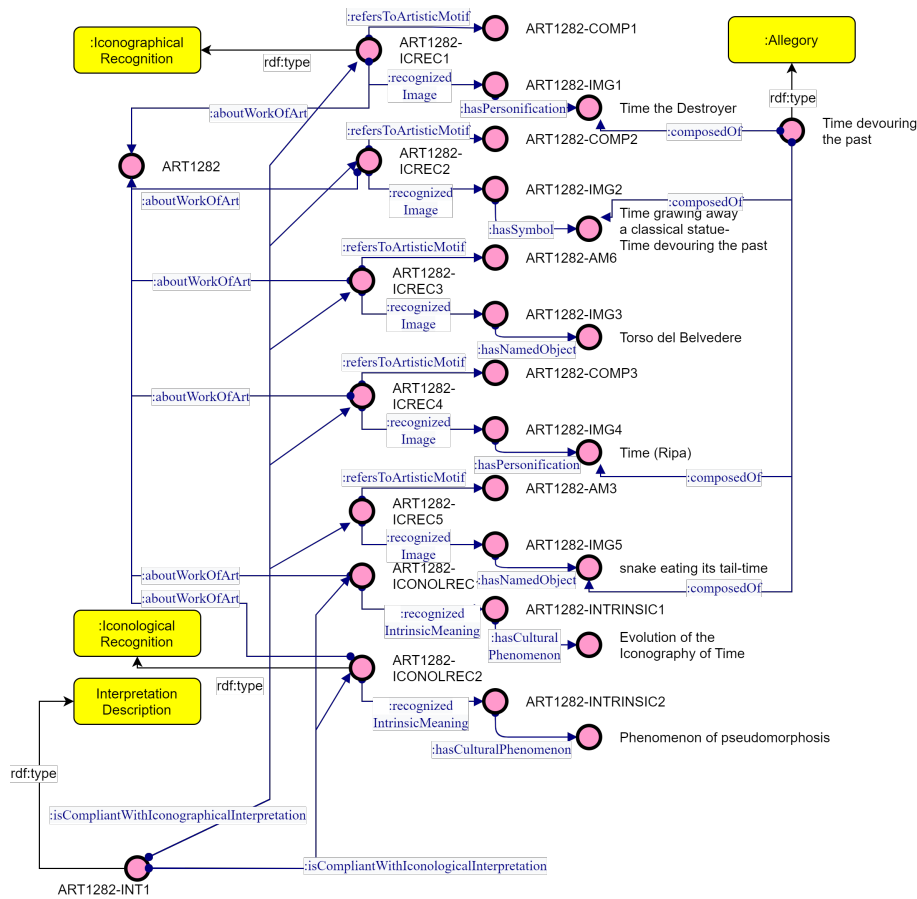 :refersToArtisticMotif
ART1282-COMP1
:Iconographical
Recognition
rdf:type
ART1282-
ICREC1
:Allegory
:recognized
Image
ART1282-IMG1
:hasPersonification
Time the Destroyer
rdf:type
:aboutWorkOfArt
:refersToArtisticMotif
ART1282-COMP2
:composedOf
Time devouring
the past
ART1282
ART1282-
ICREC2
:aboutWorkOfArt
:recognized
Image
ART1282-IMG2
:composedOf
:hasSymbol
Time grawing away
a classical statue-
Time devouring the past
:refersToArtisticMotif
ART1282-AM6
:aboutWorkOfArt
ART1282-
ICREC3
:recognized
Image
ART1282-IMG3
:hasNamedObject
Torso del Belvedere
:refersToArtisticMotif
ART1282-COMP3
:aboutWorkOfArt
ART1282-
ICREC4
:recognized
Image
ART1282-IMG4
:hasPersonification
Time (Ripa)
:refersToArtisticMotif
ART1282-AM3
:composedOf
ART1282-
ICREC5
:recognized
Image
ART1282-IMG5
:hasNamedObject
snake eating its tail-time
:composedOf
:aboutWorkOfArt
ART1282-
ICONOLREC
:aboutWorkOfArt
:recognized
IntrinsicMeaning
ART1282-INTRINSIC1
:hasCultural
Phenomenon
Evolution of the
Iconography of Time
:Iconological
Recognition
rdf:type
ART1282-
ICONOLREC2
:recognized
IntrinsicMeaning
ART1282-INTRINSIC2
:hasCulturalPhenomenon
Phenomenon of pseudomorphosis
Interpretation
Description
rdf:type
:isCompliantWithIconographicalInterpretation
:isCompliantWithIconologicalInterpretation
ART1282-INT1